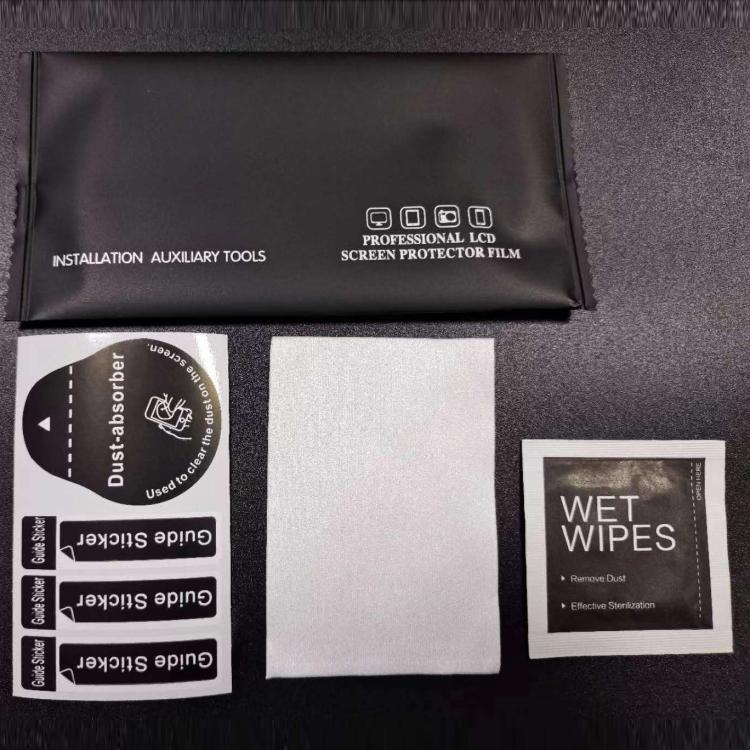 INSTALLATION AUXILIARY TOOLS
PROFESSIONAL LCD
SCREEN PROTECTOR FILM
Dust-absorber
Used to clear the dust on the screen.
Guide Sticker
Guide Sticker
Guide Sticker
Guide Sticker
Guide Sticker
Guide Sticker
WET
WIPES
Remove Dust
Effective Sterilization
OPEN HERE